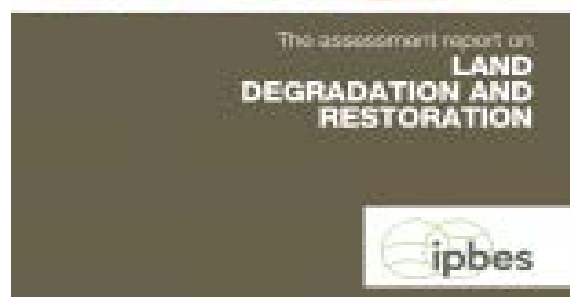 The assessment report on
LAND
DEGRADATION AND
RESTORATION
ipbes